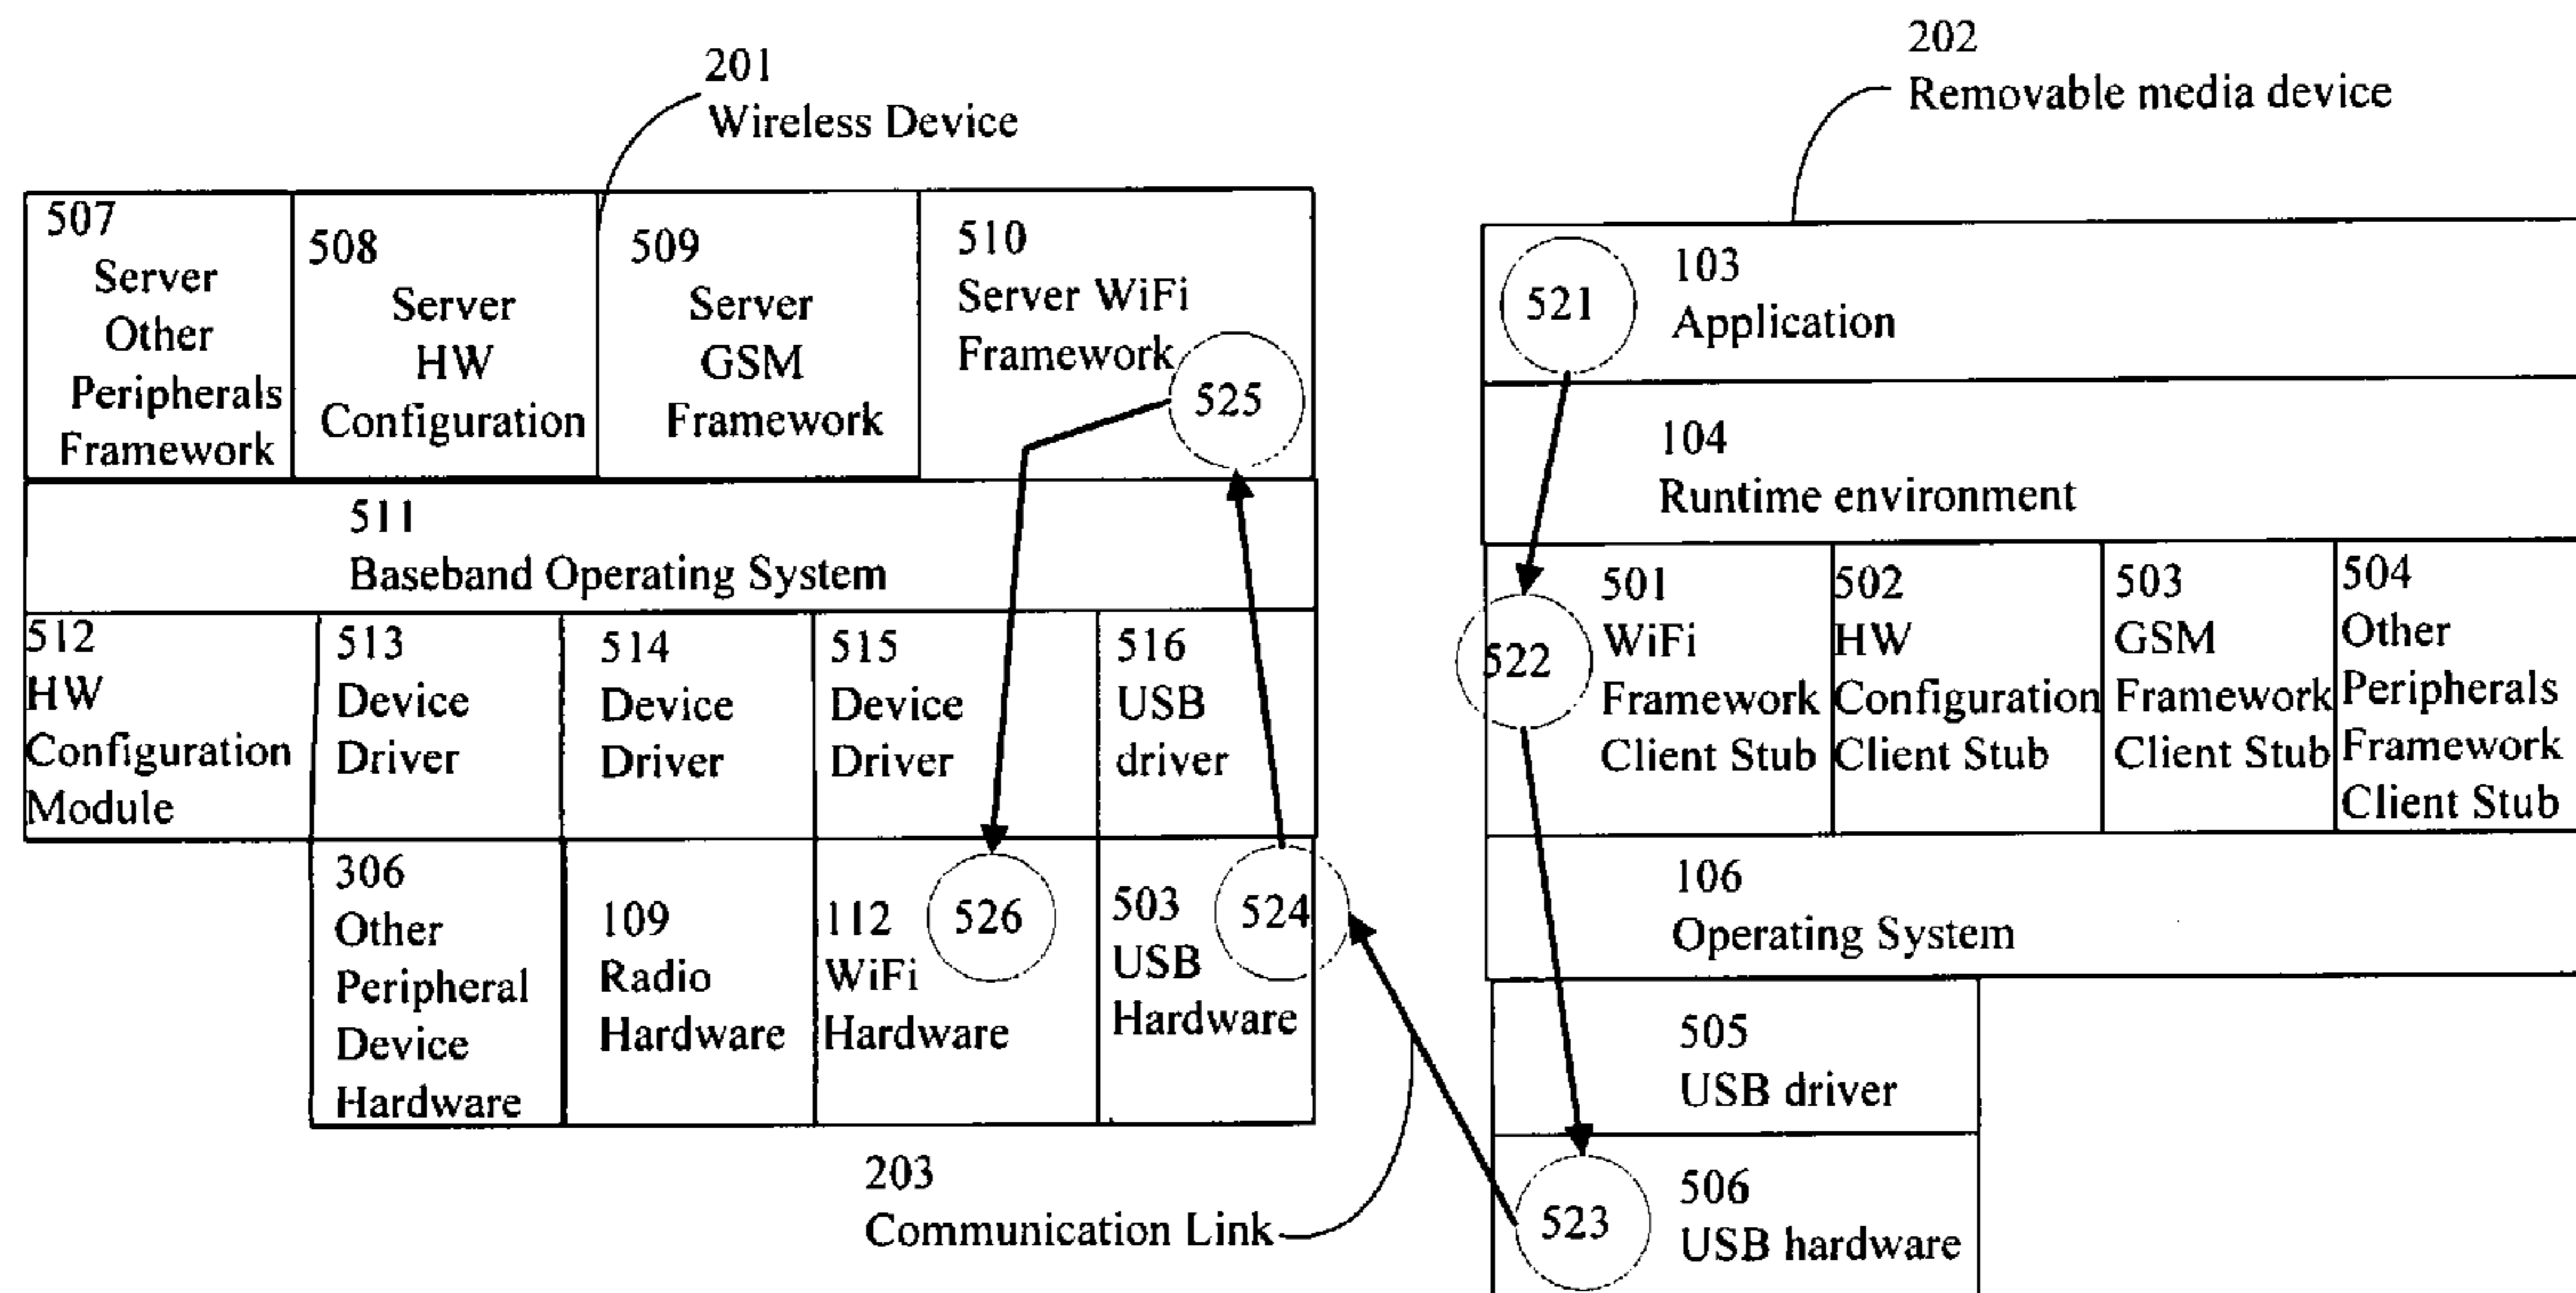 201
Wireless Device
202
Removable media device
507
Server
Other
Peripherals
Framework
508
Server
HW
Configuration
509
Server
GSM
Framework
510
Server WiFi
Framework
525
511
Baseband Operating System
512
HW
Configuration
Module
513
Device
Driver
514
Device
Driver
515
Device
Driver
516
USB
driver
306
Other
Peripheral
Device
Hardware
109
Radio
Hardware
112
WiFi
Hardware
526
503
USB
Hardware
524
203
Communication Link
521
103
Application
104
Runtime environment
522
501
WiFi
Framework
Client Stub
502
HW
Configuration
Client Stub
503
GSM
Framework
Client Stub
504
Other
Peripherals
Framework
Client Stub
106
Operating System
505
USB driver
523
506
USB hardware